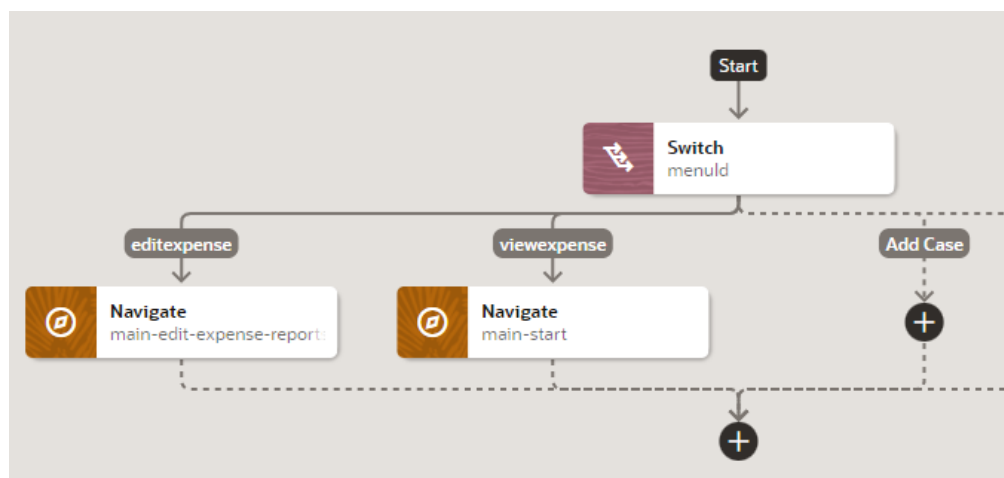 Start
Switch
menuId
editexpense
viewexpense
Add Case
Navigate
main-edit-expense-reports
Navigate
main-start